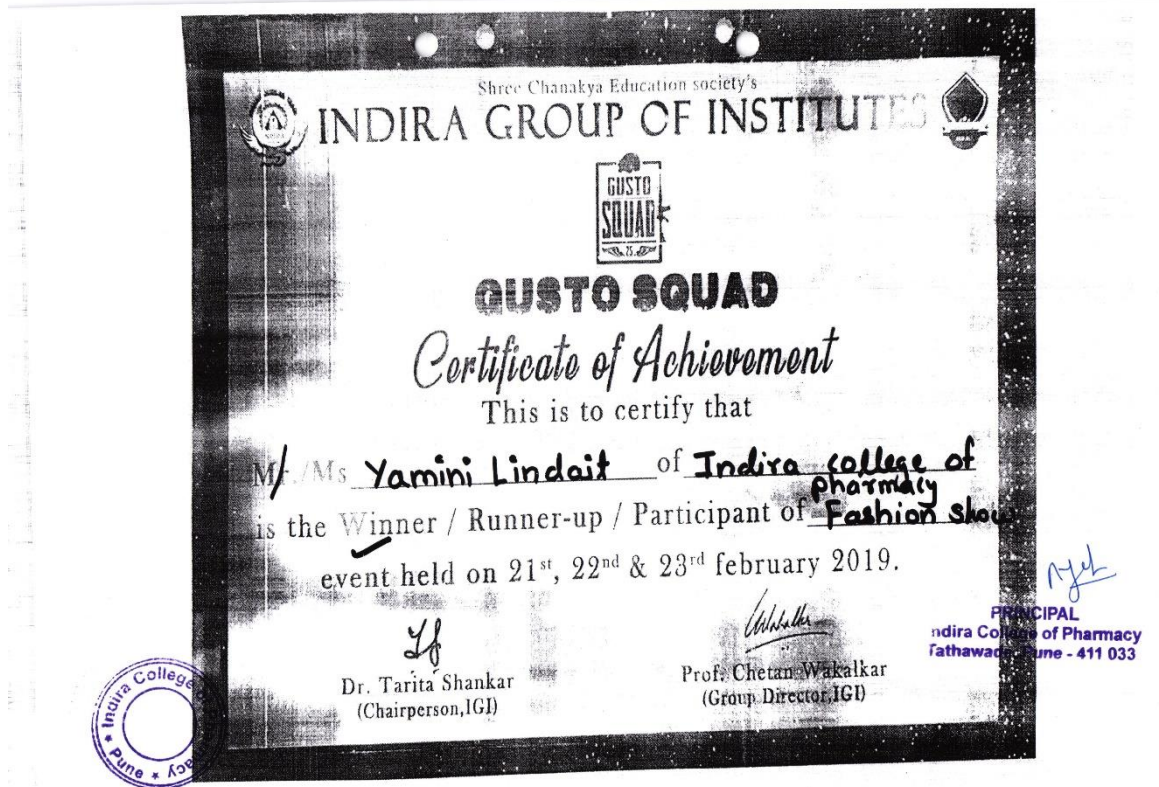 Shree Chanakya Education society's
INDIRA GROUP OF INSTITUTES
GUSTO
SQUAD
25
GUSTO SQUAD
Certificate of Achievement
This is to certify that
Mr./Ms Yamini Lindait of Indira college of
pharmacy
is the Winner / Runner-up / Participant of Fashion show
event held on 21st, 22nd & 23rd february 2019.
Dr. Tarita Shankar
(Chairperson,IGI)
Prof. Chetan Wakalkar
(Group Director,IGI)
PRINCIPAL
ndira College of Pharmacy
Tathawade, Pune - 411 033
Indira College
Pune